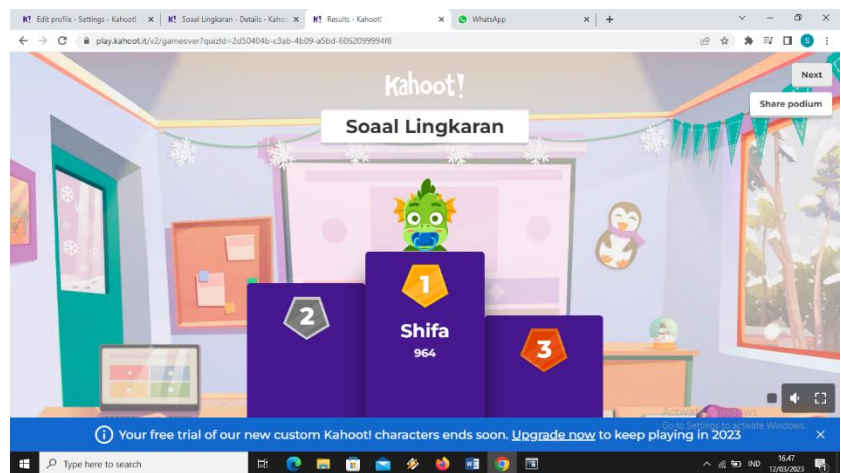 K! Edit profile - Settings - Kahoot!
K! Soaal Lingkaran - Details - Kahoo
K! Results - Kahoot!
WhatsApp
play.kahoot.it/v2/gameover?quizId=2d50404b-c3ab-4b09-a5bd-6062099994f8
S
Kahoot!
Next
Share podium
Soaal Lingkaran
1
2
Shifa
964
3
Activate Windows
Go to Settings to activate Windows.
Your free trial of our new custom Kahoot! characters ends soon. Upgrade now to keep playing in 2023
Type here to search
IND
16.47
12/03/2023